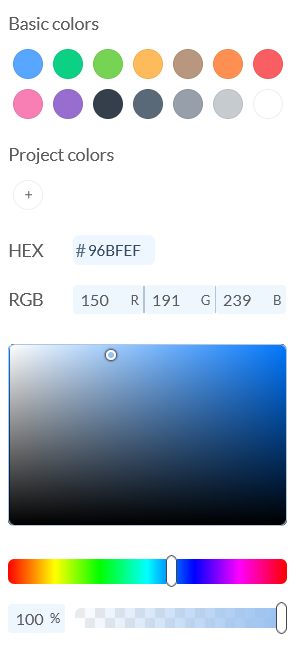 Basic colors
Project colors
+
HEX # 96BFEF
RGB 150 R 191 G 239 B
100 %